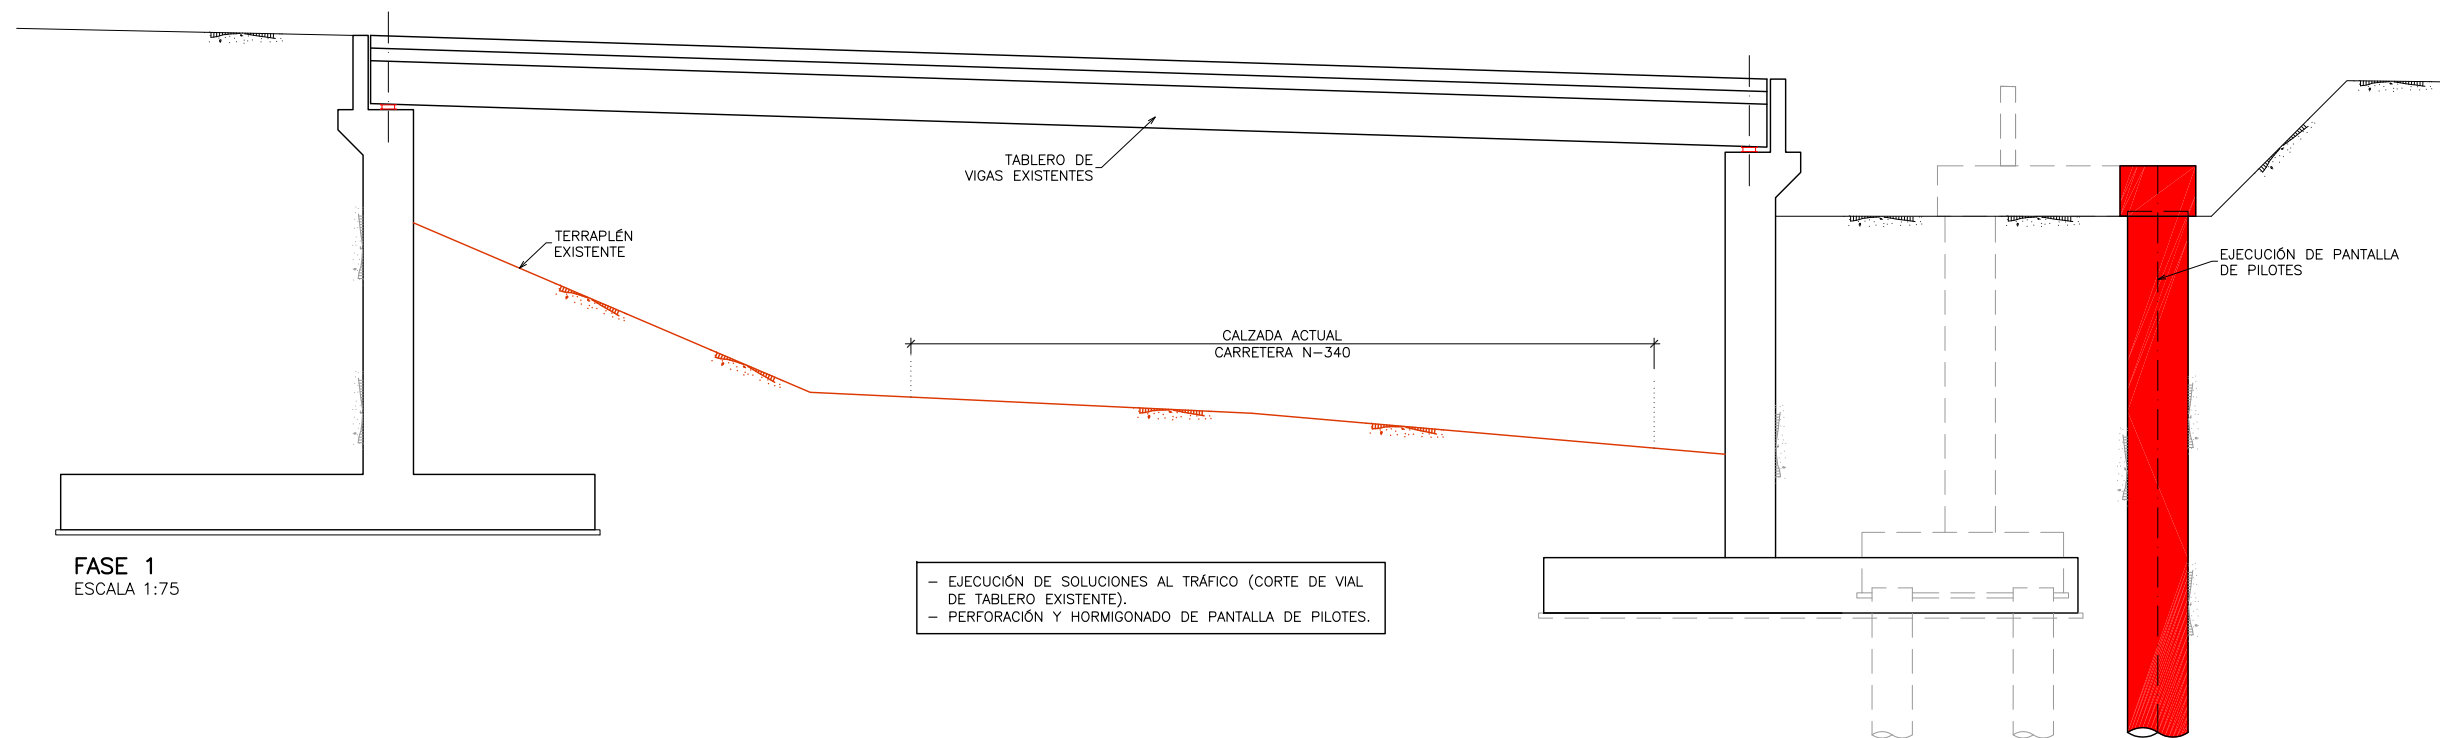 TABLERO DE
VIGAS EXISTENTES
TERRAPLÉN
EXISTENTE
EJECUCIÓN DE PANTALLA
DE PILOTES
CALZADA ACTUAL
CARRETERA N-340
FASE 1
ESCALA 1:75
- EJECUCIÓN DE SOLUCIONES AL TRÁFICO (CORTE DE VIAL
DE TABLERO EXISTENTE).
- PERFORACIÓN Y HORMIGONADO DE PANTALLA DE PILOTES.